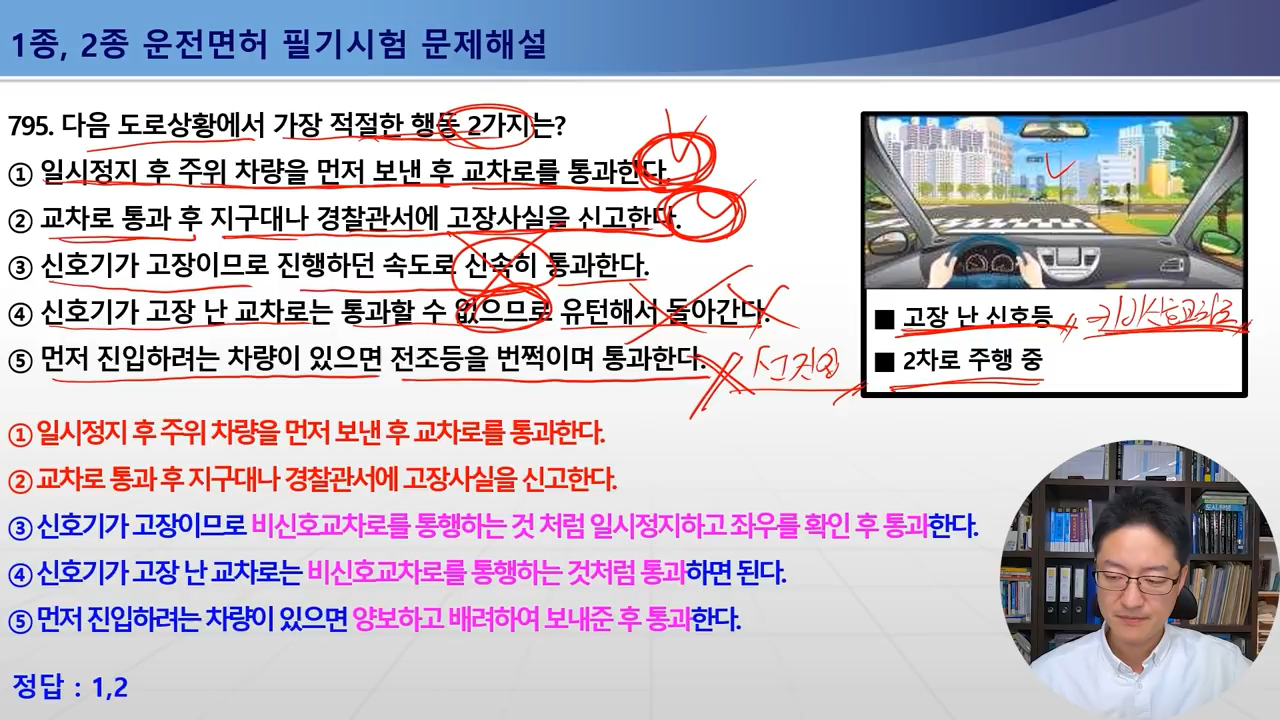 1종, 2종 운전면허 필기시험 문제해설
795. 다음 도로상황에서 가장 적절한 행동 2가지는?
① 일시정지 후 주위 차량을 먼저 보낸 후 교차로를 통과한다.
② 교차로 통과 후 지구대나 경찰관서에 고장사실을 신고한다.
③ 신호기가 고장이므로 진행하던 속도로 신속히 통과한다.
④ 신호기가 고장 난 교차로는 통과할 수 없으므로 유턴해서 돌아간다.
⑤ 먼저 진입하려는 차량이 있으면 전조등을 번쩍이며 통과한다.
■ 고장 난 신호등
■ 2차로 주행 중
① 일시정지 후 주위 차량을 먼저 보낸 후 교차로를 통과한다.
② 교차로 통과 후 지구대나 경찰관서에 고장사실을 신고한다.
③ 신호기가 고장이므로 비신호교차로를 통행하는 것 처럼 일시정지하고 좌우를 확인 후 통과한다.
④ 신호기가 고장 난 교차로는 비신호교차로를 통행하는 것처럼 통과하면 된다.
⑤ 먼저 진입하려는 차량이 있으면 양보하고 배려하여 보내준 후 통과한다.
정답 : 1,2